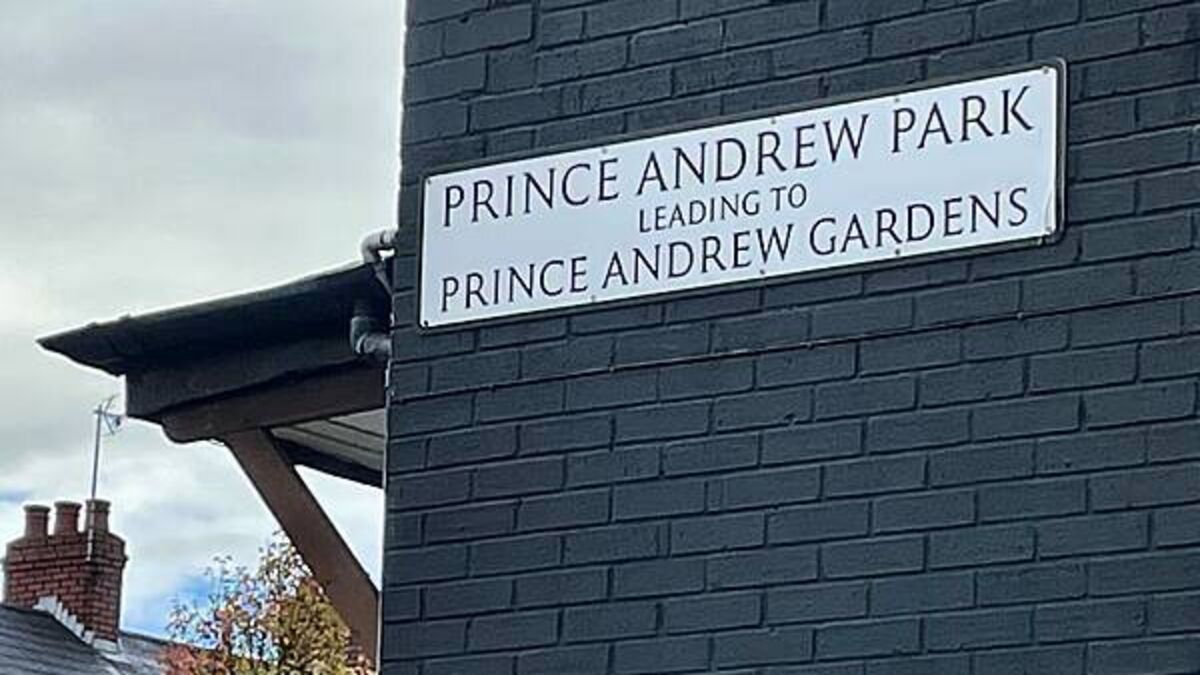 PRINCE ANDREW PARK
LEADING TO
PRINCE ANDREW GARDENS